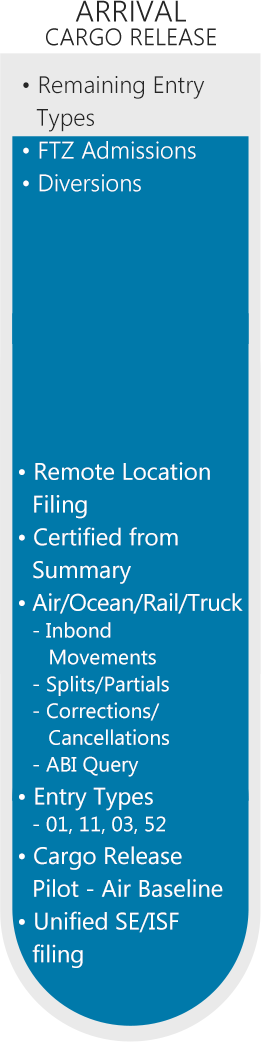 ARRIVAL
CARGO RELEASE
• Remaining Entry
Types
• FTZ Admissions
• Diversions
• Remote Location
Filing
• Certified from
Summary
• Air/Ocean/Rail/Truck
- Inbond
Movements
- Splits/Partials
- Corrections/
Cancellations
- ABI Query
• Entry Types
- 01, 11, 03, 52
• Cargo Release
Pilot - Air Baseline
• Unified SE/ISF
filing